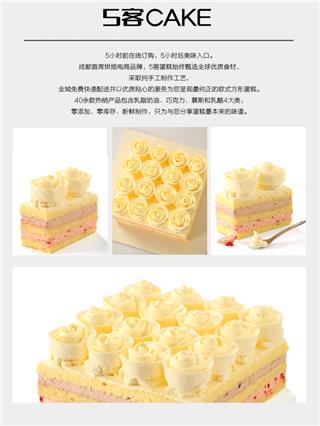 5客CAKE
5小时前在线订购，5小时后美味入口。
成都首席烘焙电商品牌，5客蛋糕始终甄选全球优质食材，
采取纯手工制作工艺，
全城免费快速配送并以优质贴心的服务为您呈现最纯正的欧式方形蛋糕。
40余款热销产品包含乳脂奶油、巧克力、慕斯和乳酪4大类，
零添加、零库存、新鲜制作，只为与您分享蛋糕最本来的味道。